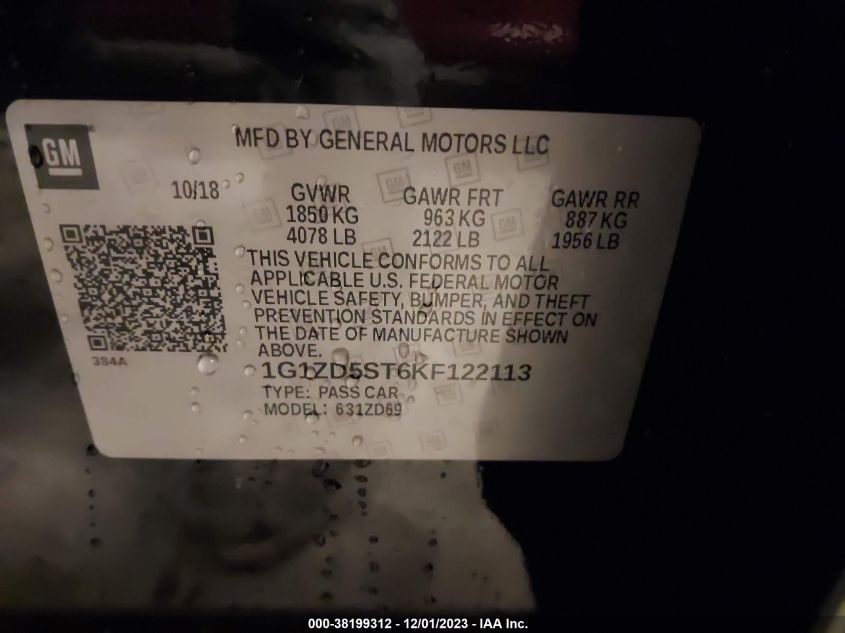 MFD BY GENERAL MOTORS LLC
GM
10/18
GVWR GAWR FRT GAWR RR
1850 KG 963 KG 887 KG
4078 LB 2122 LB 1956 LB
THIS VEHICLE CONFORMS TO ALL
APPLICABLE U.S. FEDERAL MOTOR
VEHICLE SAFETY, BUMPER, AND THEFT
PREVENTION STANDARDS IN EFFECT ON
THE DATE OF MANUFACTURE SHOWN
ABOVE.
384A
1G1ZD5ST6KF122113
TYPE: PASS CAR
MODEL: 631ZD69
000-38199312 - 12/01/2023 - IAA Inc.